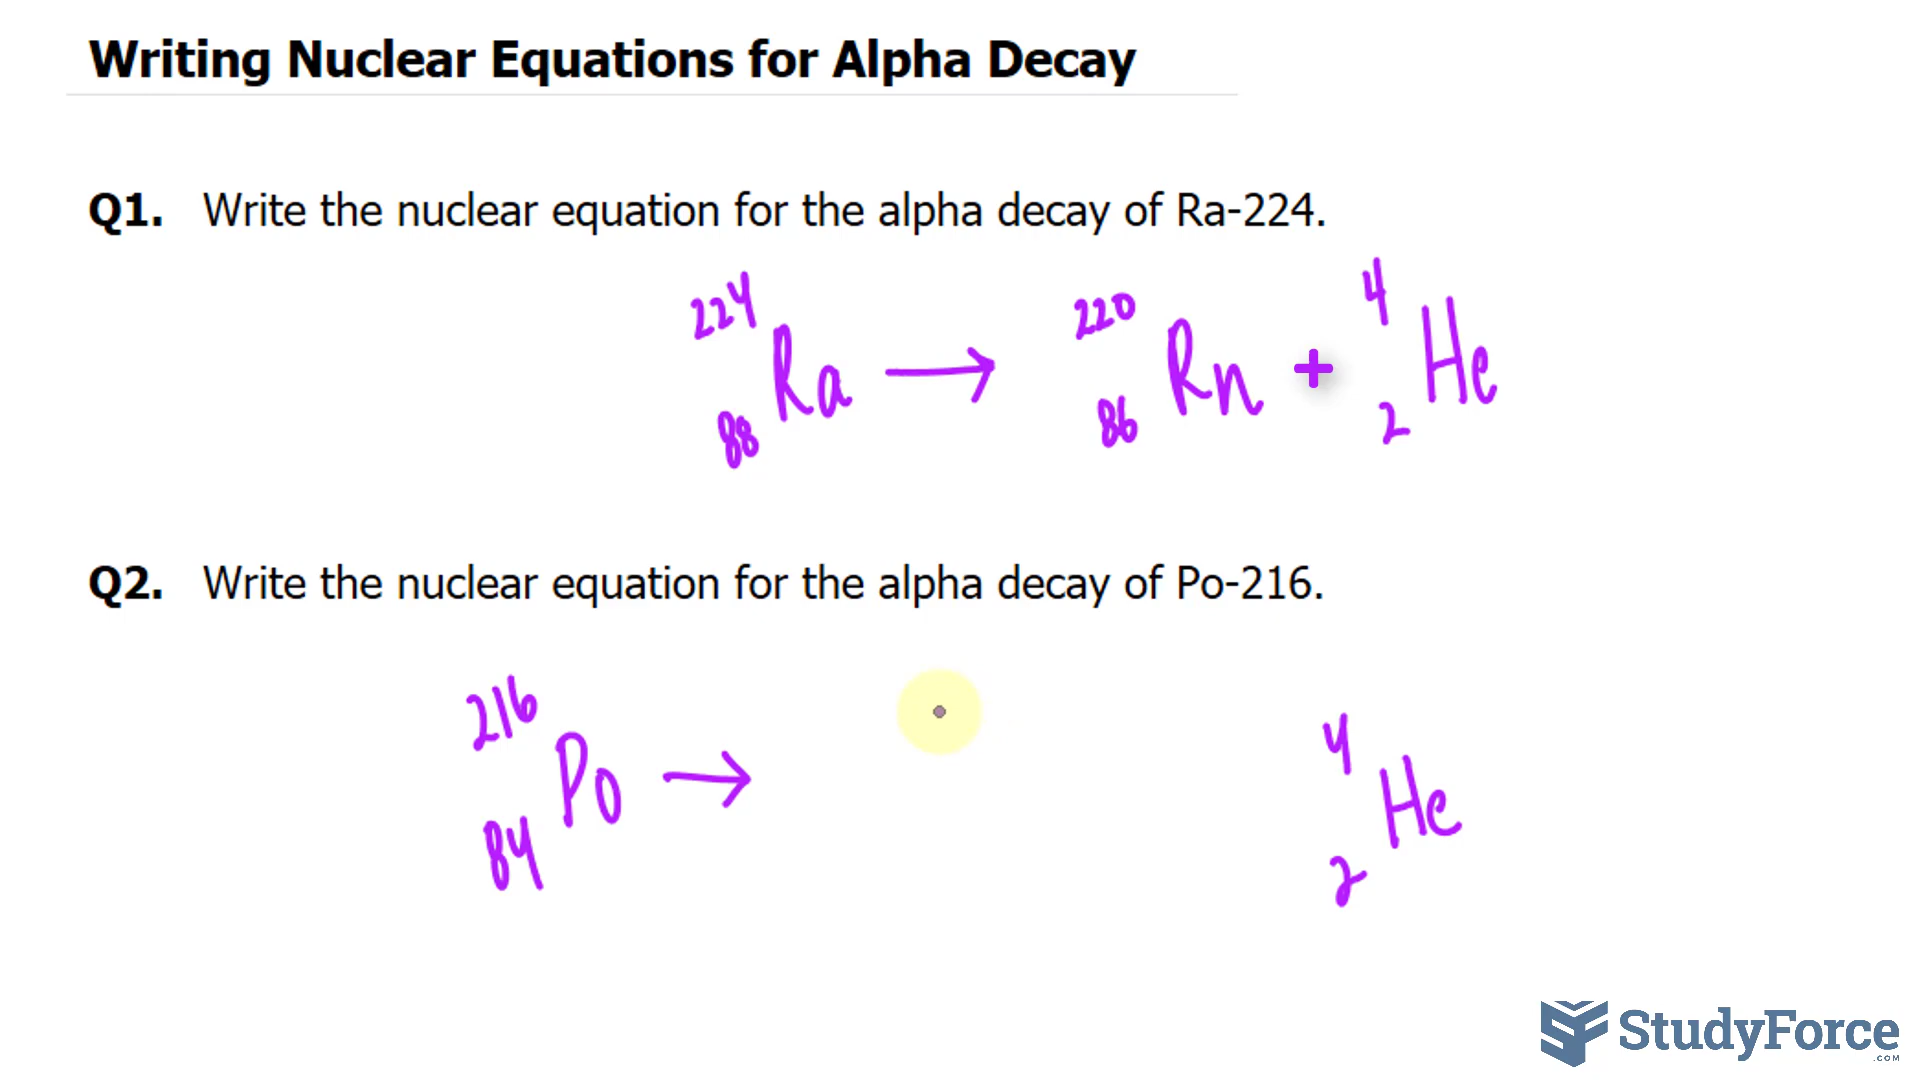 Writing Nuclear Equations for Alpha Decay
Q1. Write the nuclear equation for the alpha decay of Ra-224.
224 88 Ra → 220 86 Rn + 4 2 He
Q2. Write the nuclear equation for the alpha decay of Po-216.
216 84 Po → 4 2 He
StudyForce
.COM